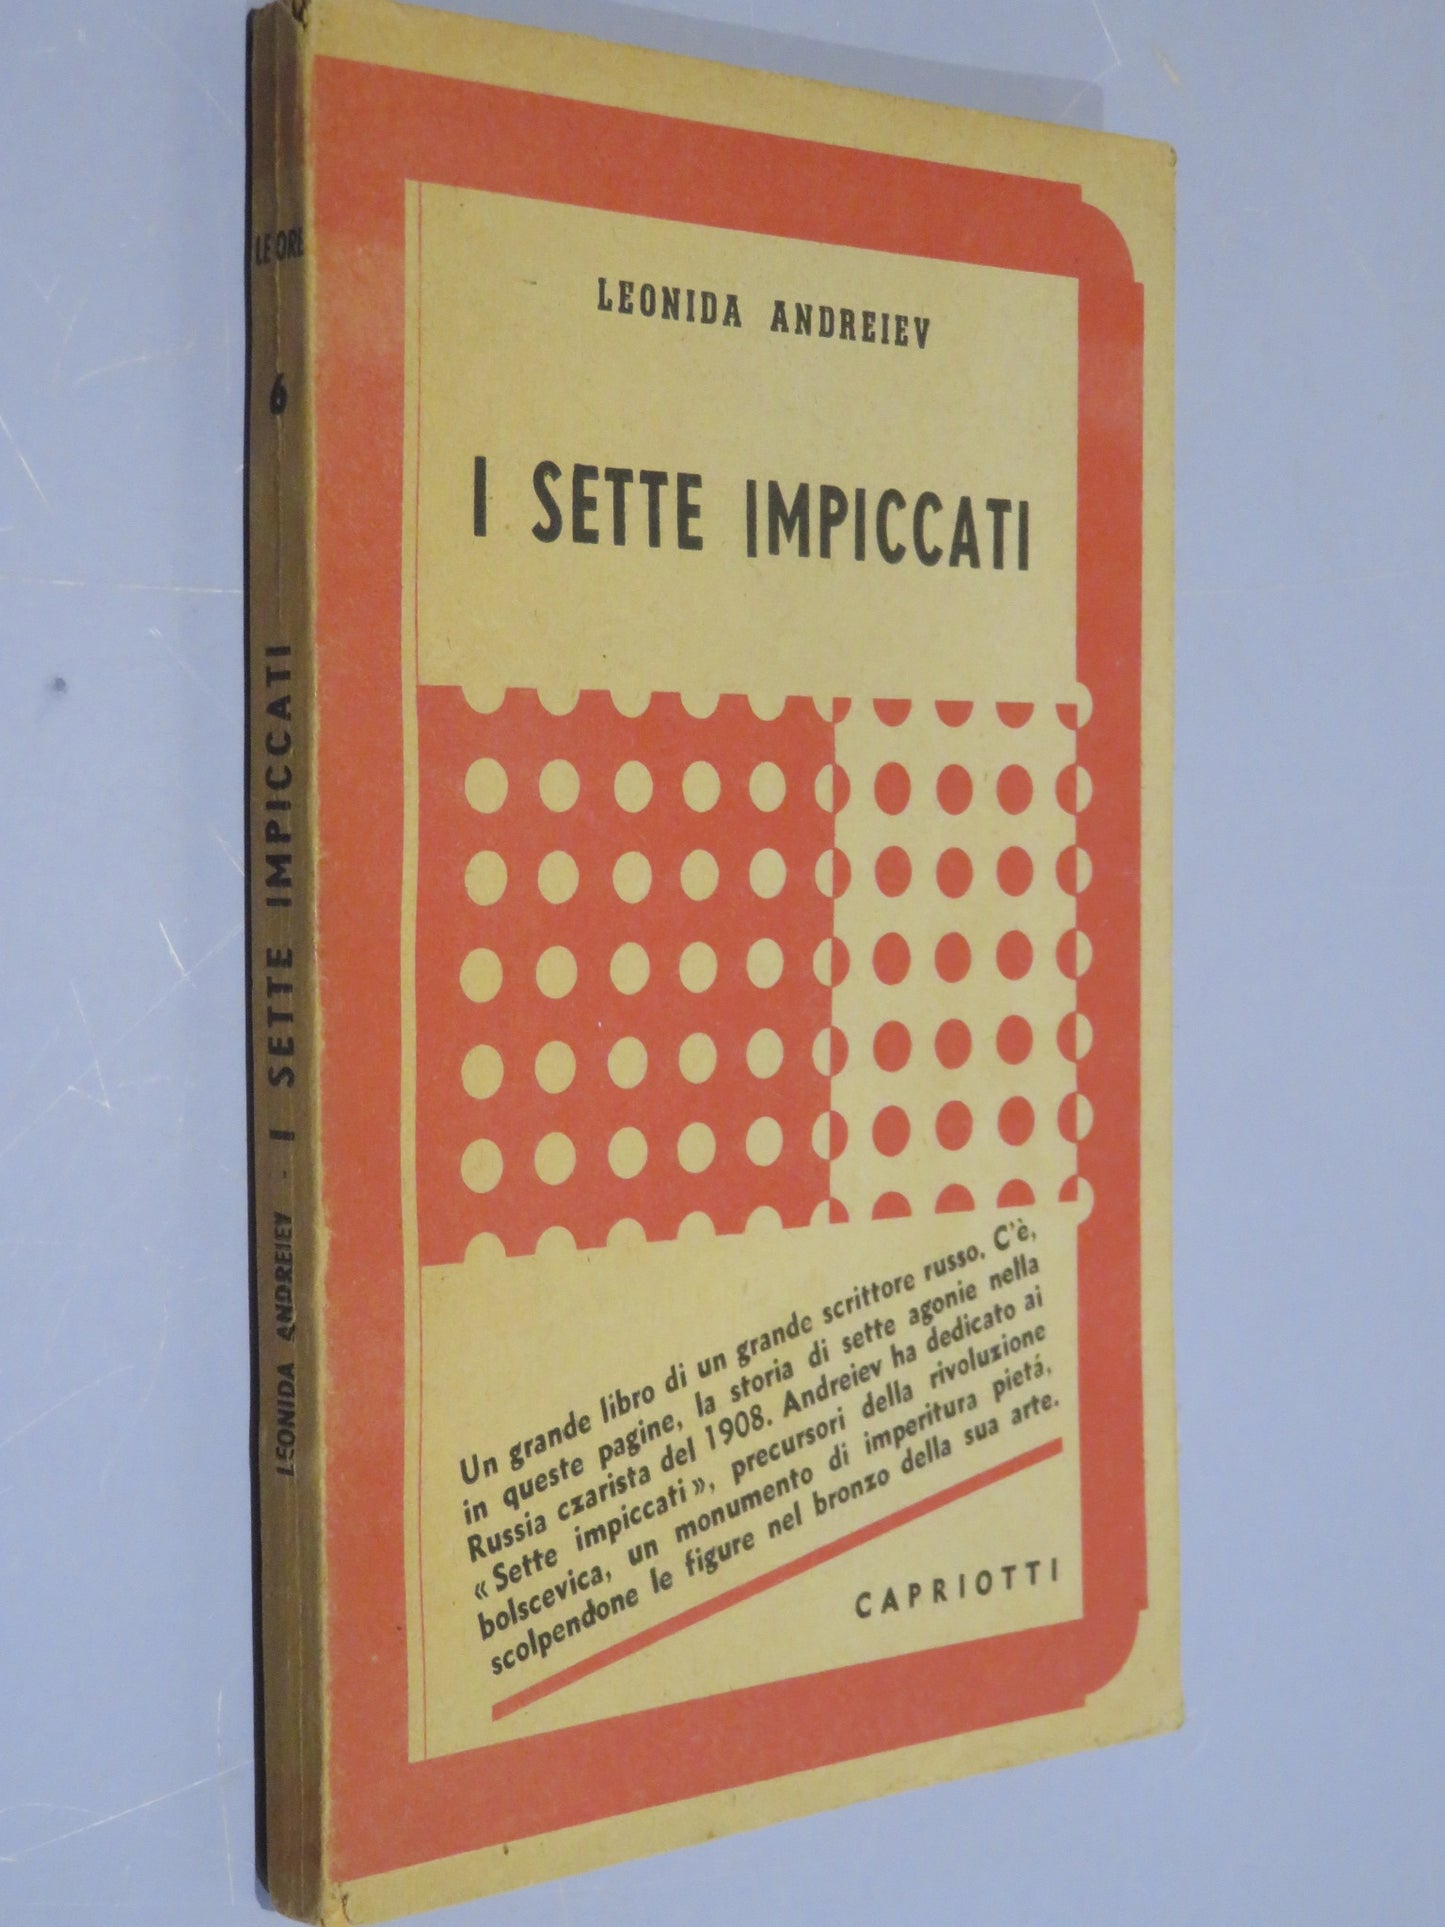 LEONIDA ANDREIEV
I SETTE IMPICCATI
Un grande libro di un grande scrittore russo. C'è,
in queste pagine, la storia di sette agonie nella
Russia czarista del 1908. Andreiev ha dedicato ai
«Sette impiccati», precursori della rivoluzione
bolscevica, un monumento di imperitura pietá,
scolpendone le figure nel bronzo della sua arte.
CAPRIOTTI
LE ORE
6
LEONIDA ANDREIEV - I SETTE IMPICCATI